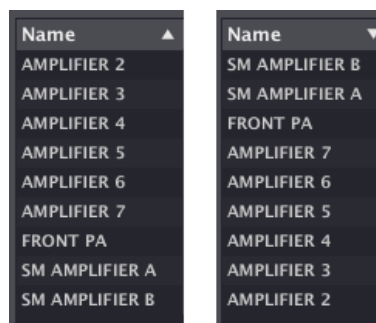 Name ▲
AMPLIFIER 2
AMPLIFIER 3
AMPLIFIER 4
AMPLIFIER 5
AMPLIFIER 6
AMPLIFIER 7
FRONT PA
SM AMPLIFIER A
SM AMPLIFIER B
Name ▼
SM AMPLIFIER B
SM AMPLIFIER A
FRONT PA
AMPLIFIER 7
AMPLIFIER 6
AMPLIFIER 5
AMPLIFIER 4
AMPLIFIER 3
AMPLIFIER 2